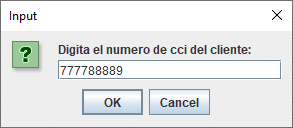 Input
Digita el numero de cci del cliente:
777788889
OK
Cancel